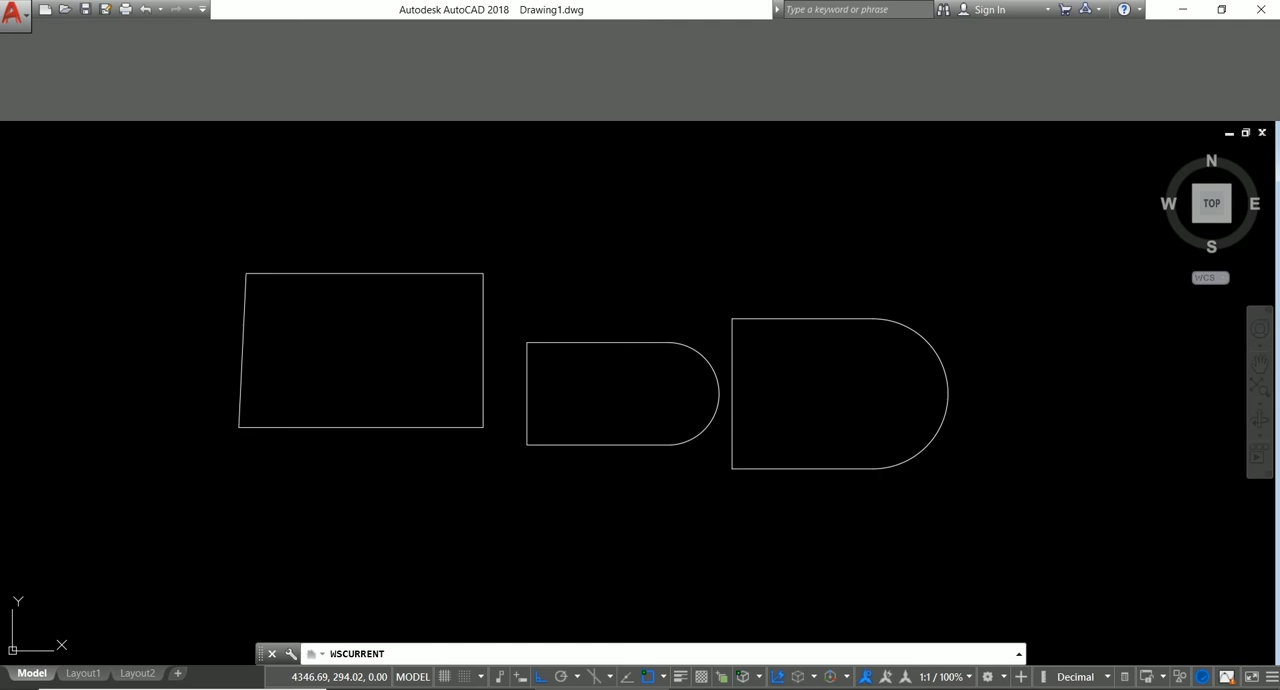 A Autodesk AutoCAD 2018 Drawing1.dwg Type a keyword or phrase Sign In ?
N
W TOP E
S
WCS
Y
X
WSCURRENT
Model Layout1 Layout2 + 4346.69, 294.02, 0.00 MODEL 1:1 / 100% Decimal